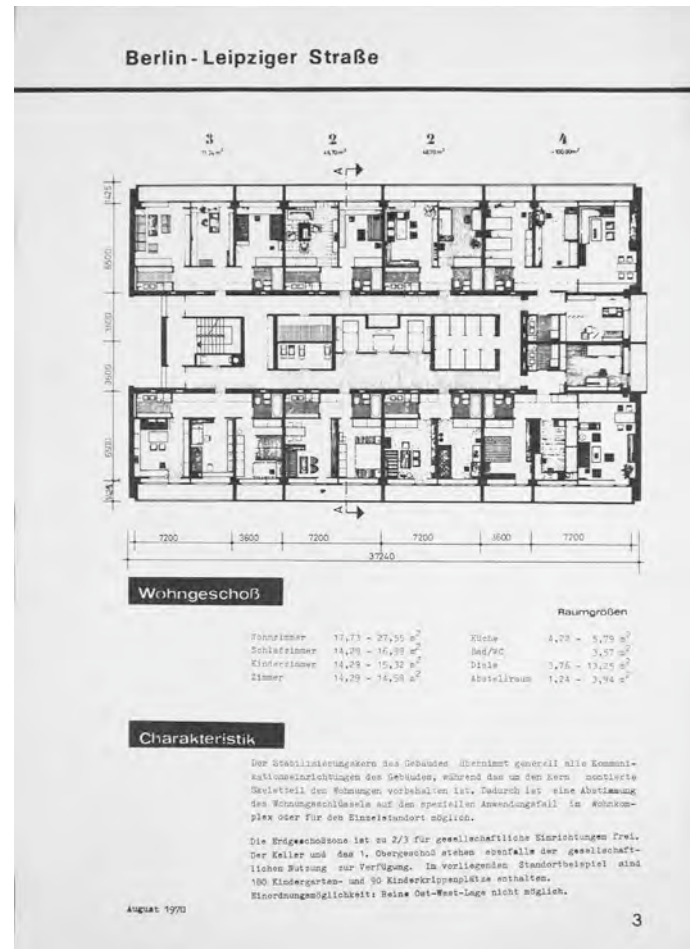 Berlin-Leipziger Straße
3 2 2 4
A
1425
6500
3600
3600
6500
1425
A
7200 3600 7200 7200 3600 7200
37240
Wohngeschoß
Raumgrößen
Wohnzimmer 17,73 - 27,55 m² Küche 4,20 - 5,79 m²
Schlafzimmer 14,29 - 16,99 m² Bad/WC 3,57 m²
Kinderzimmer 14,29 - 15,32 m² Diele 3,76 - 13,25 m²
Zimmer 14,29 - 14,58 m² Abstellraum 1,24 - 3,94 m²
Charakteristik
Der Stabilisierungskern des Gebäudes übernimmt generell alle Kommuni-
kationseinrichtungen des Gebäudes, während das um den Kern montierte
Skelettteil den Wohnungen vorbehalten ist. Dadurch ist eine Abstimmung
des Wohnungsschlüssels auf den speziellen Anwendungsfall im Wohnkom-
plex oder für den Einzelstandort möglich.
Die Erdgeschoßzone ist zu 2/3 für gesellschaftliche Einrichtungen frei.
Der Keller und das 1. Obergeschoß stehen ebenfalls der gesellschaft-
lichen Nutzung zur Verfügung. Im vorliegenden Standortbeispiel sind
180 Kindergarten- und 90 Kinderkrippenplätze enthalten.
Einordnungsmöglichkeit: Reine Ost-West-Lage nicht möglich.
August 1970
3